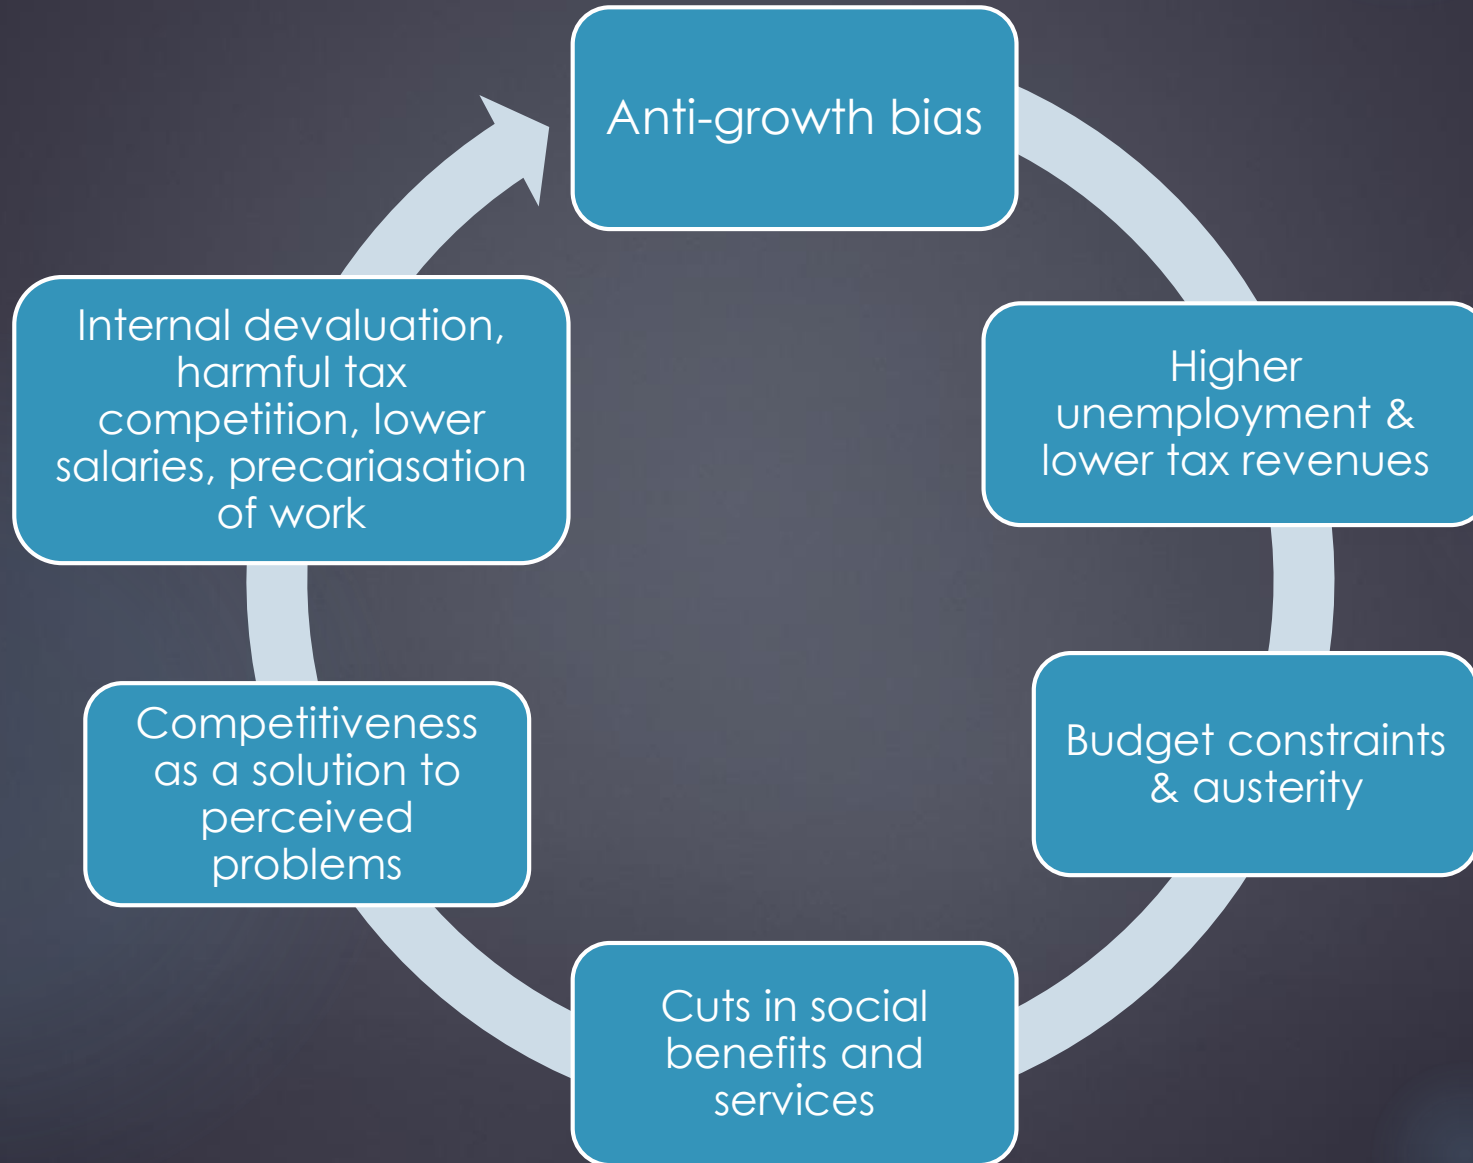 Anti-growth bias
Higher
unemployment &
lower tax revenues
Budget constraints
& austerity
Cuts in social
benefits and
services
Competitiveness
as a solution to
perceived
problems
Internal devaluation,
harmful tax
competition, lower
salaries, precariasation
of work